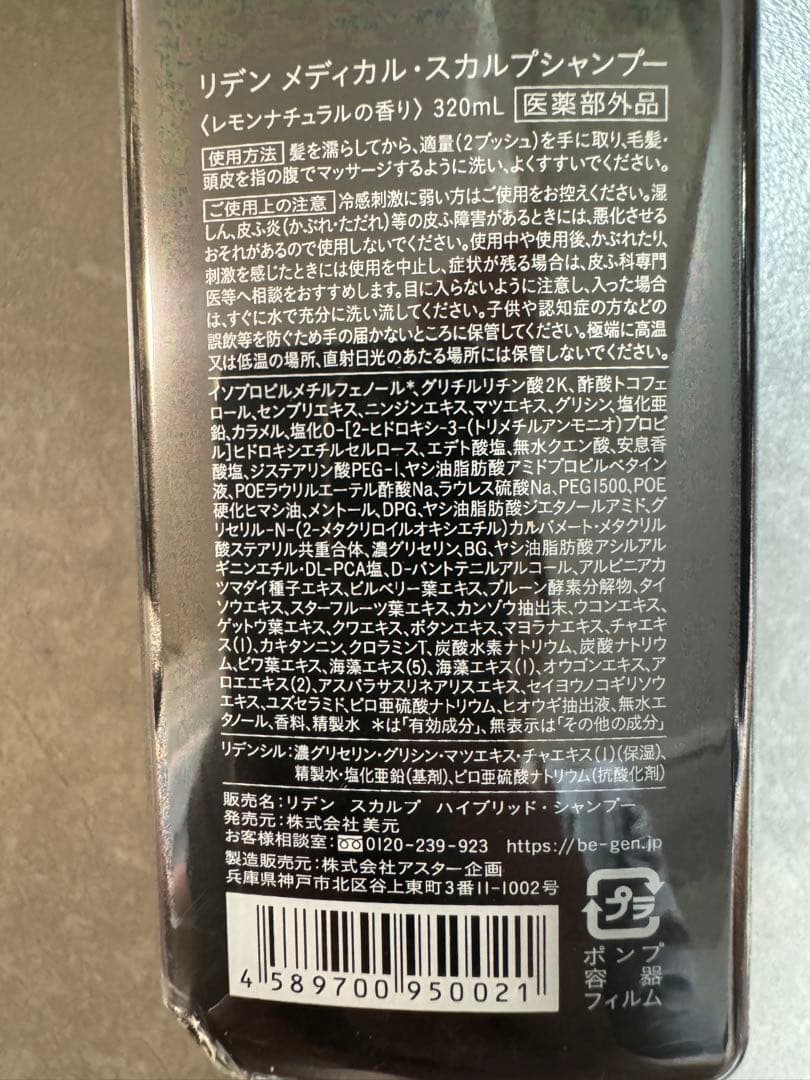 リデン メディカル・スカルプシャンプー
〈レモンナチュラルの香り〉 320mL 医薬部外品
使用方法 髪を濡らしてから、適量(2プッシュ)を手に取り、毛髪・
頭皮を指の腹でマッサージするように洗い、よくすすいでください。
ご使用上の注意 冷感刺激に弱い方はご使用をお控えください。湿
しん、皮ふ炎(かぶれ・ただれ)等の皮ふ障害があるときには、悪化させる
おそれがあるので使用しないでください。使用中や使用後、かぶれたり、
刺激を感じたときには使用を中止し、症状が残る場合は、皮ふ科専門
医等へ相談をおすすめします。目に入らないように注意し、入った場合
は、すぐに水で充分に洗い流してください。子供や認知症の方などの
誤飲等を防ぐため手の届かないところに保管してください。極端に高温
又は低温の場所、直射日光のあたる場所には保管しないでください。
イソプロピルメチルフェノール*、グリチルリチン酸2K、酢酸トコフェ
ロール、センブリエキス、ニンジンエキス、マツエキス、グリシン、塩化亜
鉛、カラメル、塩化O-[2-ヒドロキシ-3-(トリメチルアンモニオ)プロピ
ル]ヒドロキシエチルセルロース、エデト酸塩、無水クエン酸、安息香
酸塩、ジステアリン酸PEG-1、ヤシ油脂肪酸アミドプロピルベタイン
液、POEラウリルエーテル酢酸Na、ラウレス硫酸Na、PEG1500、POE
硬化ヒマシ油、メントール、DPG、ヤシ油脂肪酸ジエタノールアミド、グ
リセリル-N-(2-メタクリロイルオキシエチル)カルバメート・メタクリル
酸ステアリル共重合体、濃グリセリン、BG、ヤシ油脂肪酸アシルアル
ギニンエチル・DL-PCA塩、D-パントテニルアルコール、アルピニアカ
ツマダイ種子エキス、ビルベリー葉エキス、プルーン酵素分解物、タイ
ソウエキス、スターフルーツ葉エキス、カンゾウ抽出末、ウコンエキス、
ゲットウ葉エキス、クワエキス、ボタンエキス、マヨラナエキス、チャエキ
ス(1)、カキタンニン、クロラミンT、炭酸水素ナトリウム、炭酸ナトリウ
ム、ビワ葉エキス、海藻エキス(5)、海藻エキス(1)、オウゴンエキス、ア
ロエエキス(2)、アスパラサスリネアリスエキス、セイヨウノコギリソウ
エキス、ユズセラミド、ピロ亜硫酸ナトリウム、ヒオウギ抽出液、無水エ
タノール、香料、精製水 *は「有効成分」、無表示は「その他の成分」
リデンシル:濃グリセリン・グリシン・マツエキス・チャエキス(1)(保湿)、
精製水・塩化亜鉛(基剤)、ピロ亜硫酸ナトリウム(抗酸化剤)
販売名:リデン スカルプ ハイブリッド・シャンプー
発売元:株式会社美元
お客様相談室:0120-239-923 https://be-gen.jp
製造販売元:株式会社アスター企画
兵庫県神戸市北区谷上東町3番11-1002号
プラ
ポンプ
容器
フィルム
4 589700 950021